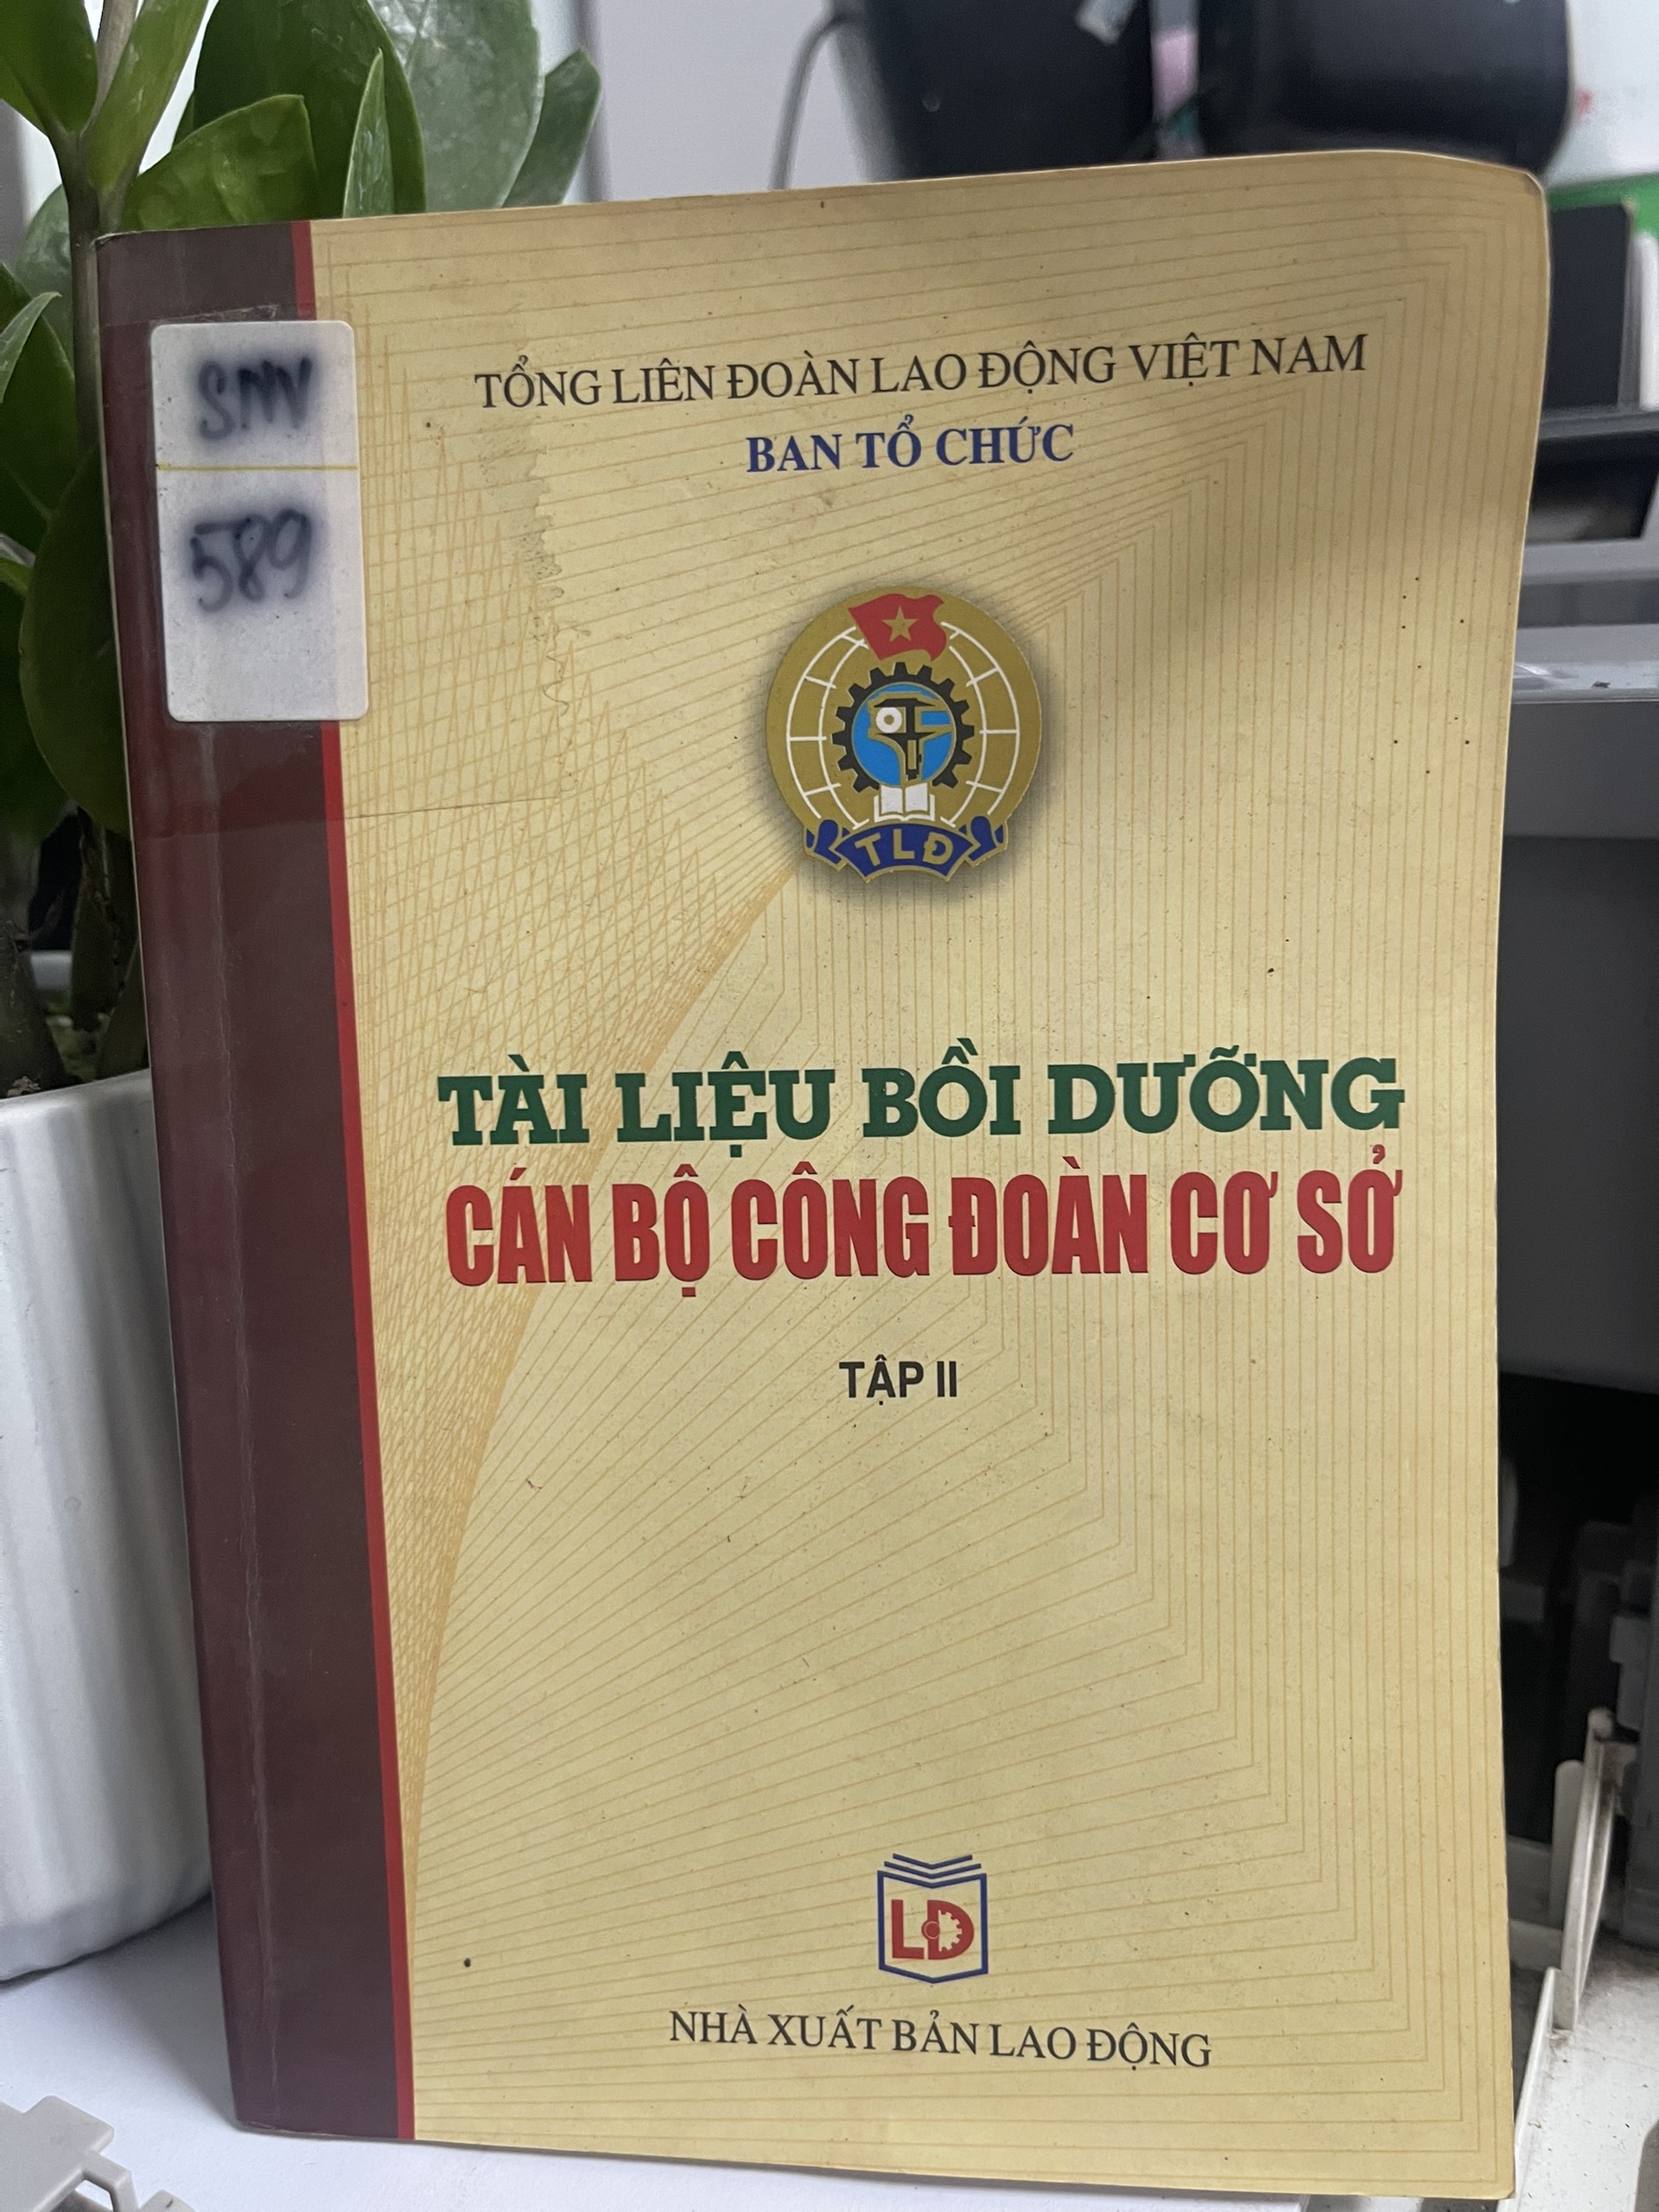 SNV
589
TỔNG LIÊN ĐOÀN LAO ĐỘNG VIỆT NAM
BAN TỔ CHỨC
TLĐ
TÀI LIỆU BỒI DƯỠNG
CÁN BỘ CÔNG ĐOÀN CƠ SỞ
TẬP II
LĐ
NHÀ XUẤT BẢN LAO ĐỘNG